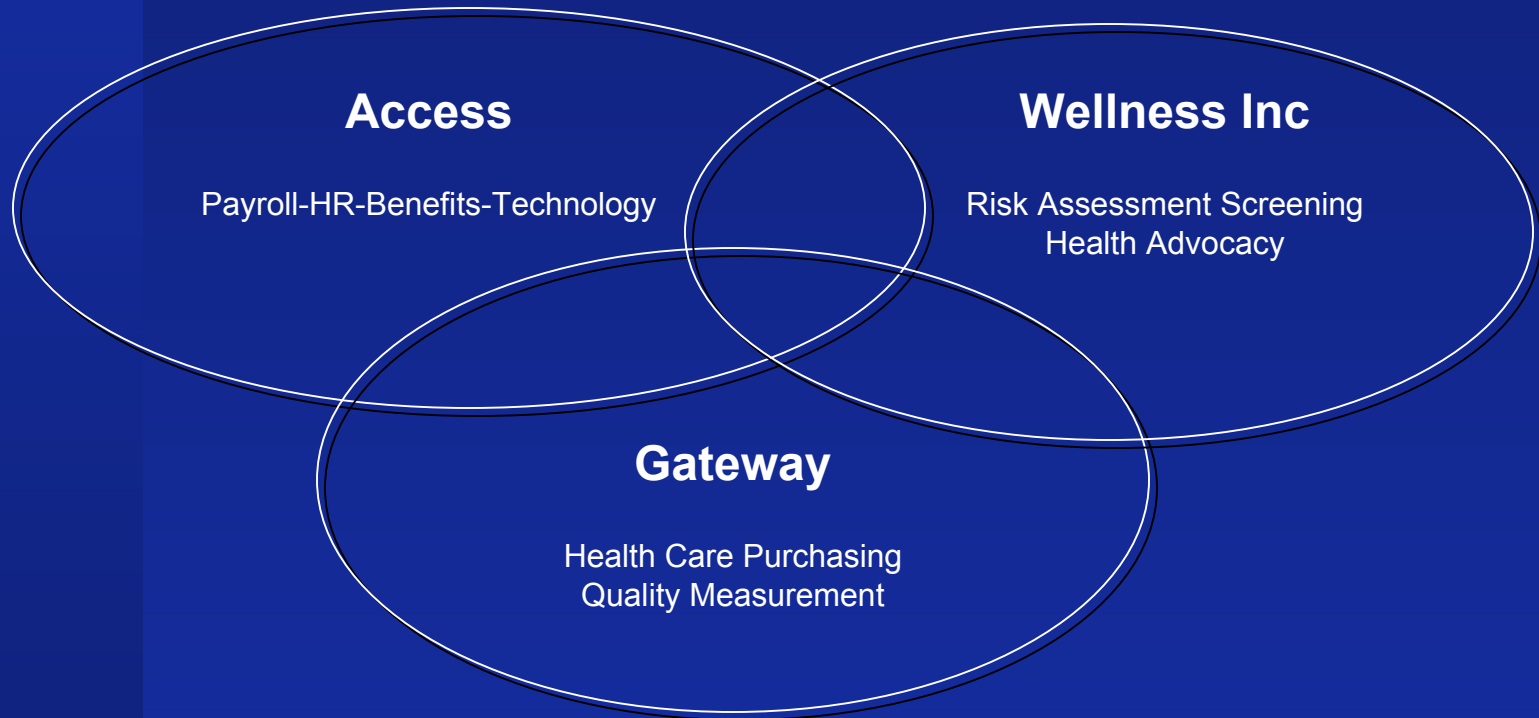 Access
Payroll-HR-Benefits-Technology
Wellness Inc
Risk Assessment Screening
Health Advocacy
Gateway
Health Care Purchasing
Quality Measurement